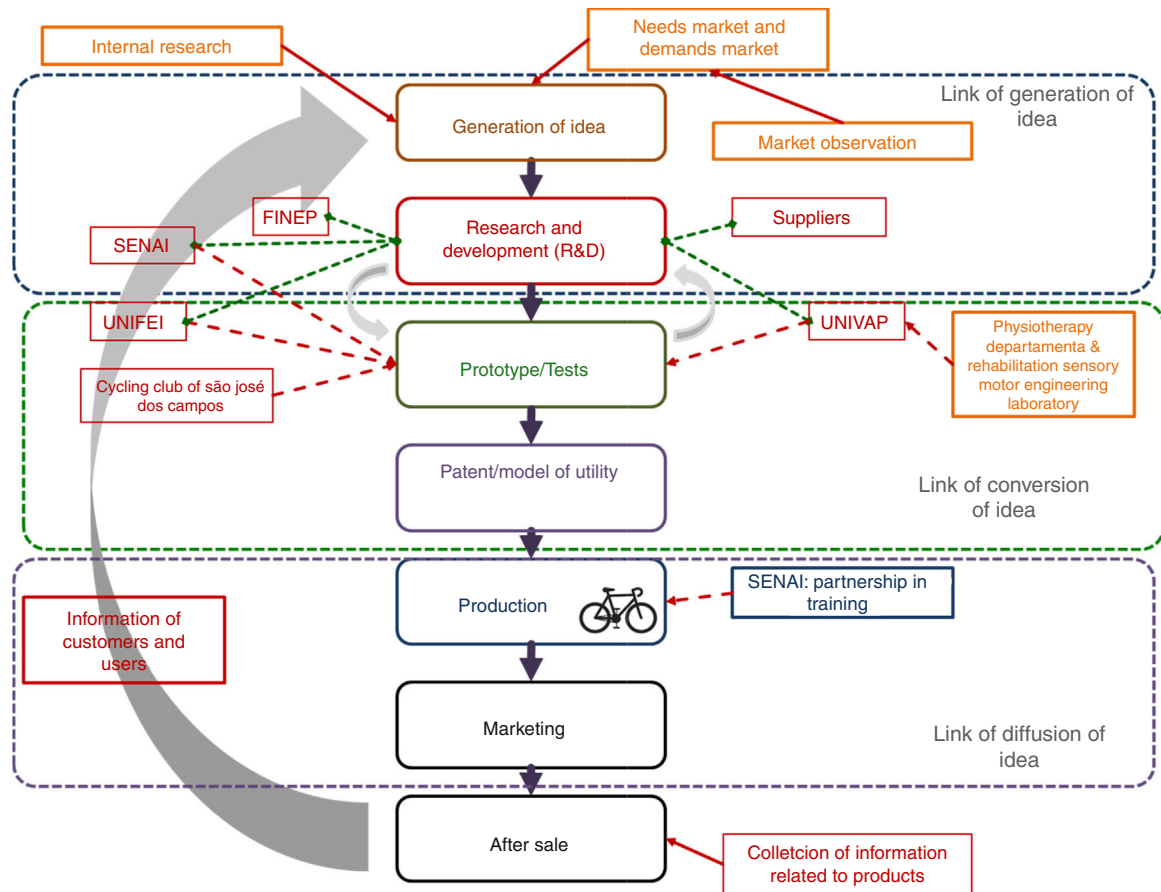 Internal research
Needs market and
demands market
Link of generation of
idea
Generation of idea
Market observation
FINEP
Research and
development (R&D)
Suppliers
SENAI
UNIFEI
UNIVAP
Physiotherapy
departamenta &
rehabilitation sensory
motor engineering
laboratory
Prototype/Tests
Cycling club of são josé
dos campos
Patent/model of utility
Link of conversion
of idea
SENAI: partnership in
training
Production
Information of
customers and
users
Marketing
Link of diffusion of
idea
After sale
Colletcion of information
related to products